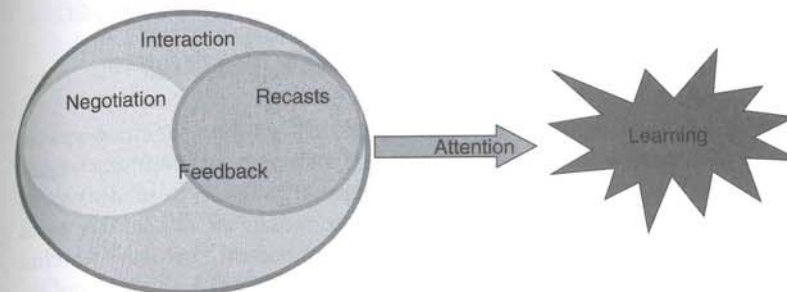 Interaction
Negotiation
Recasts
Feedback
Attention
Learning